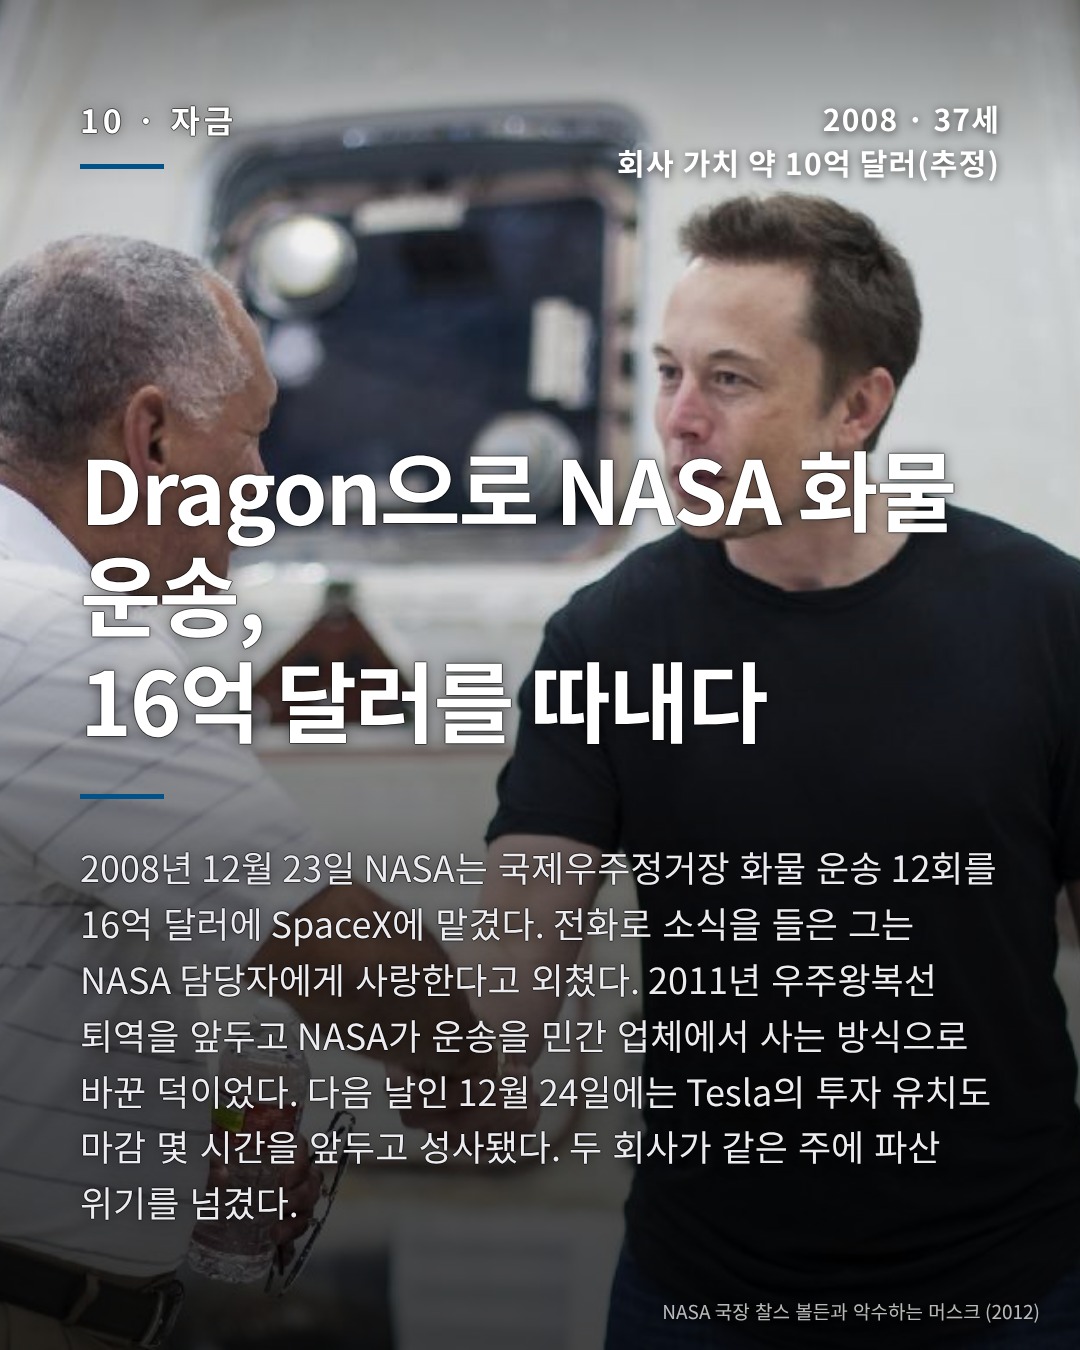 10 · 자금
2008 · 37세
회사 가치 약 10억 달러(추정)
Dragon으로 NASA 화물
운송,
16억 달러를 따내다
2008년 12월 23일 NASA는 국제우주정거장 화물 운송 12회를
16억 달러에 SpaceX에 맡겼다. 전화로 소식을 들은 그는
NASA 담당자에게 사랑한다고 외쳤다. 2011년 우주왕복선
퇴역을 앞두고 NASA가 운송을 민간 업체에서 사는 방식으로
바꾼 덕이었다. 다음 날인 12월 24일에는 Tesla의 투자 유치도
마감 몇 시간을 앞두고 성사됐다. 두 회사가 같은 주에 파산
위기를 넘겼다.
NASA 국장 찰스 볼든과 악수하는 머스크 (2012)